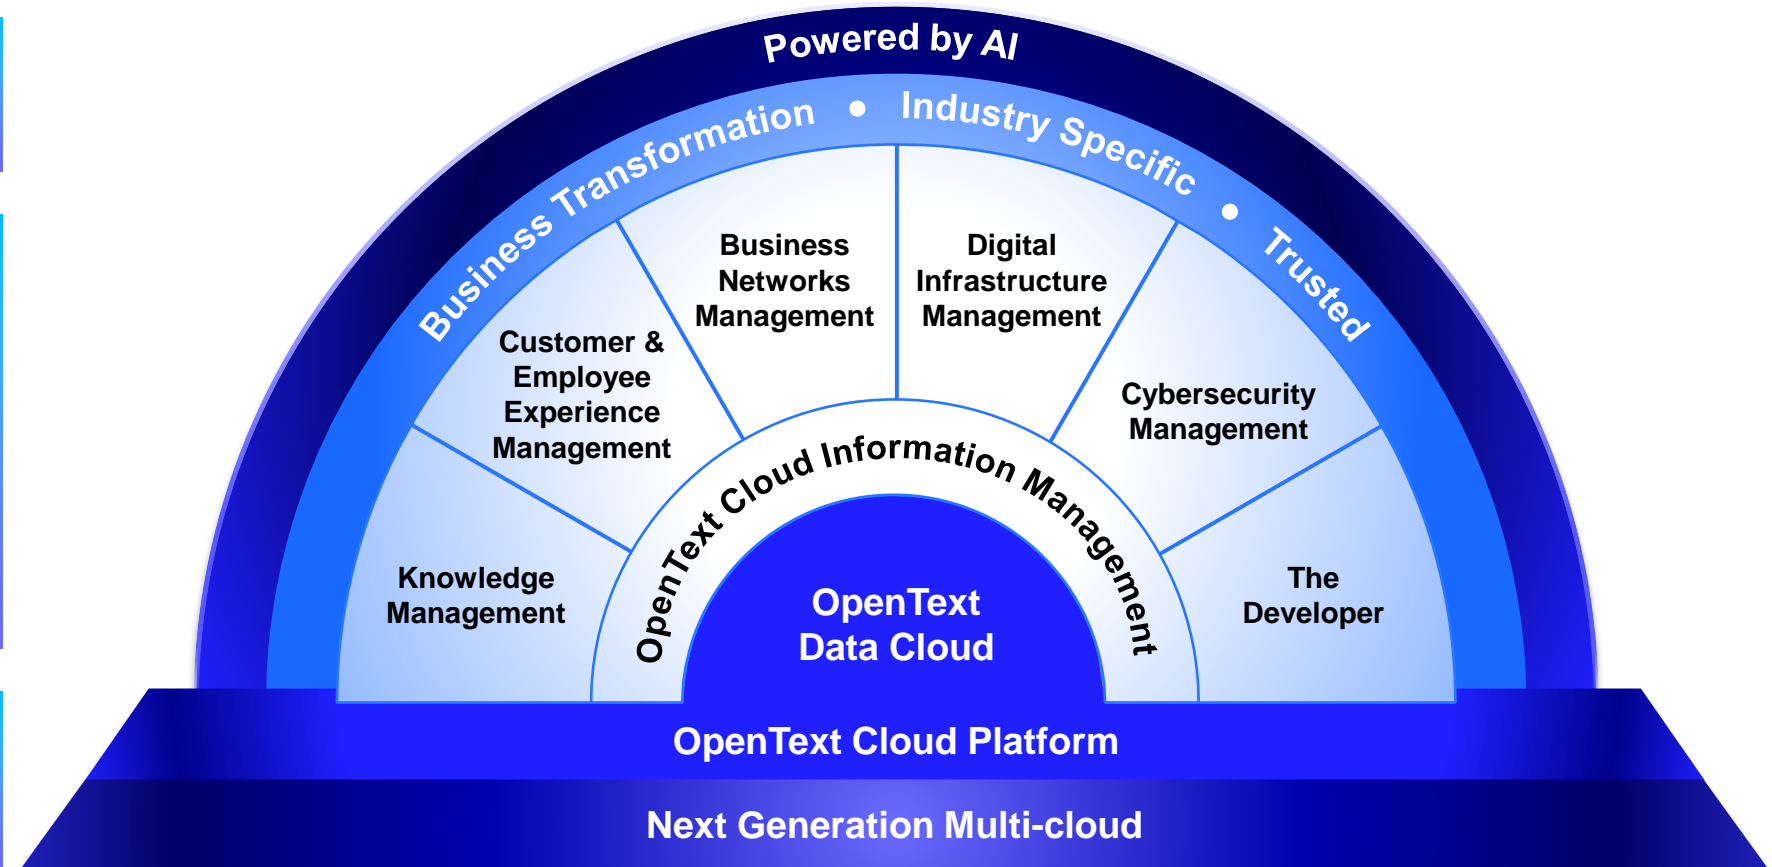 Powered by AI
Business Transformation • Industry Specific • Trusted
Business
Networks
Management
Digital
Infrastructure
Management
Customer &
Employee
Experience
Management
Cybersecurity
Management
Knowledge
Management
The
Developer
OpenText Cloud Information Management
OpenText
Data Cloud
OpenText Cloud Platform
Next Generation Multi-cloud